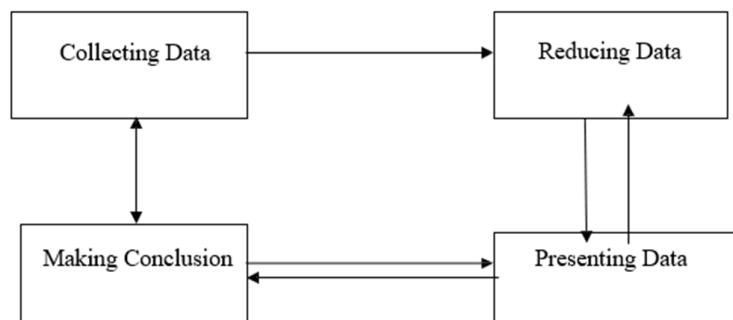 Collecting Data
Reducing Data
Making Conclusion
Presenting Data